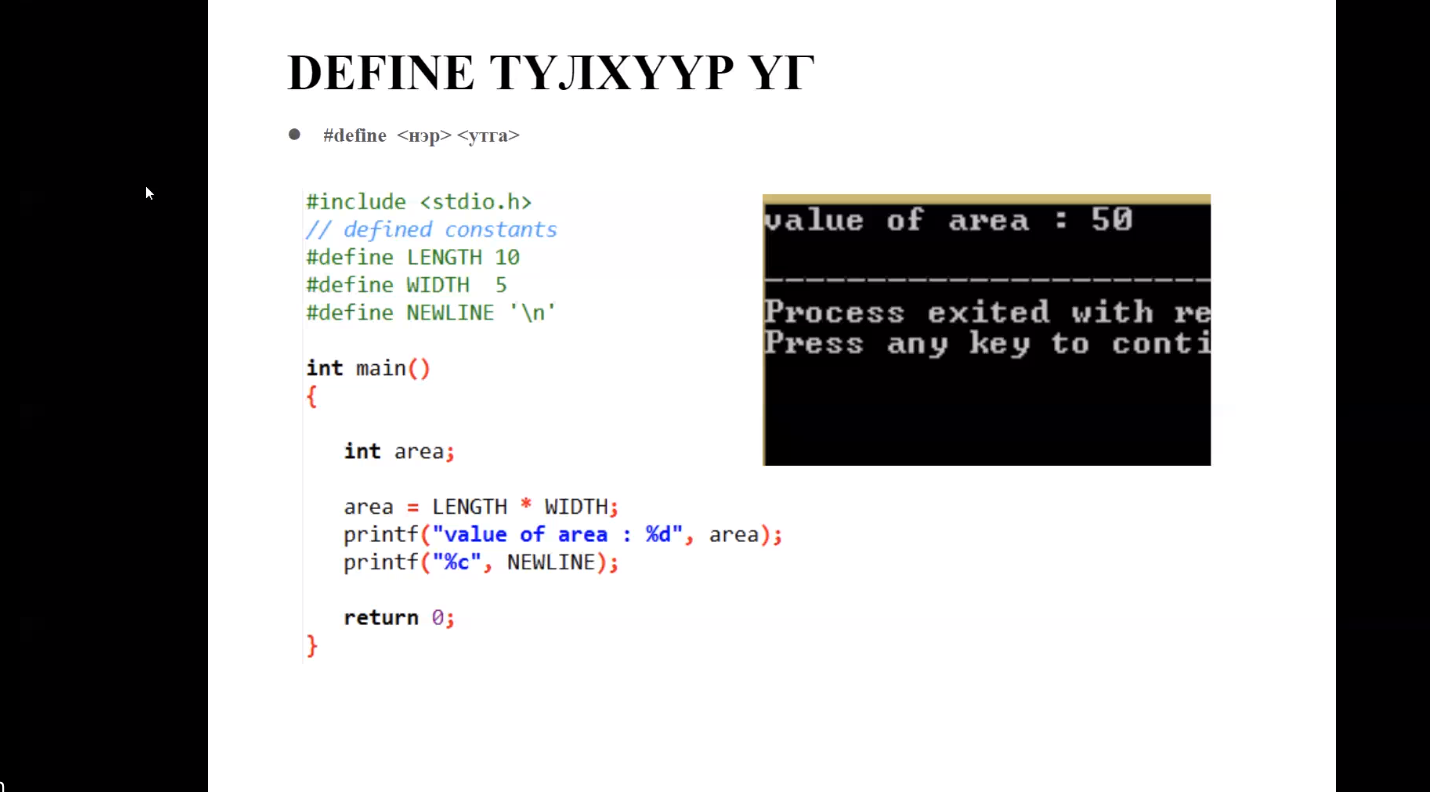 DEFINE ТҮЛХҮҮР ҮГ
● #define <нэр> <утга>
#include <stdio.h>
// defined constants
#define LENGTH 10
#define WIDTH  5
#define NEWLINE '\n'
int main()
{
int area;
area = LENGTH * WIDTH;
printf("value of area : %d", area);
printf("%c", NEWLINE);
return 0;
}
value of area : 50
--------------------------------
Process exited with re
Press any key to conti